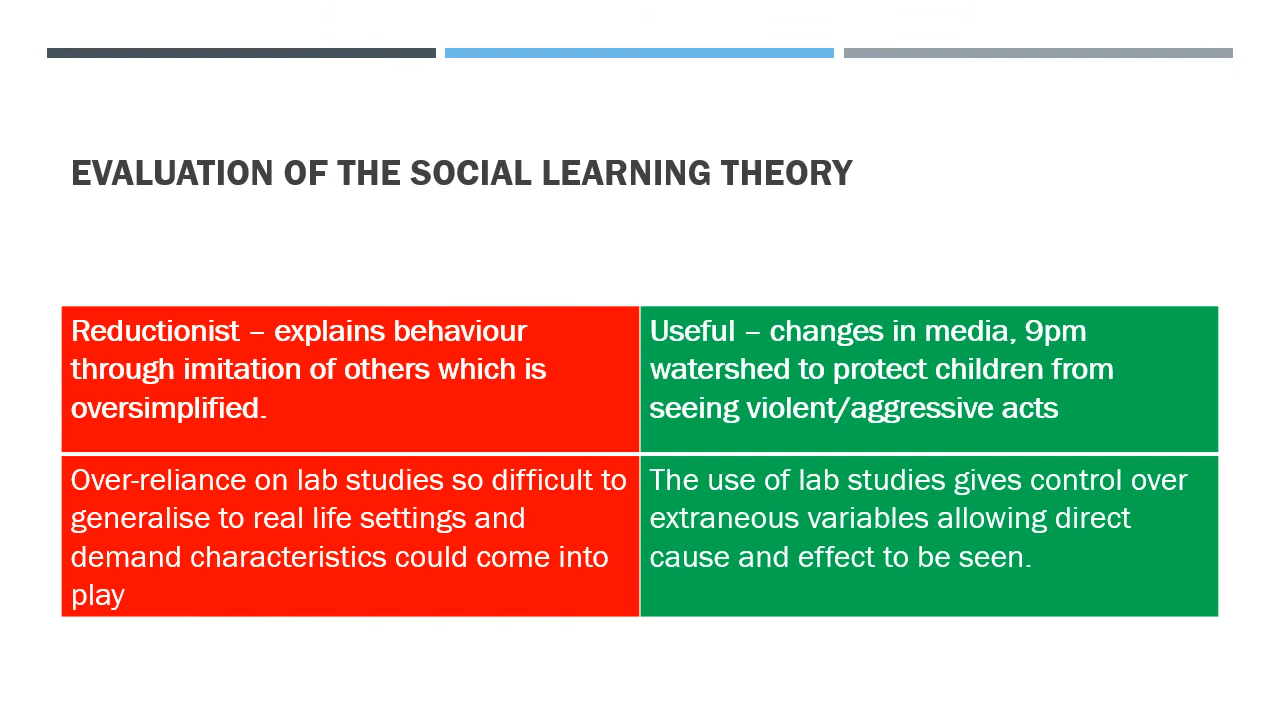 EVALUATION OF THE SOCIAL LEARNING THEORY
Reductionist – explains behaviour
through imitation of others which is
oversimplified.
Useful – changes in media, 9pm
watershed to protect children from
seeing violent/aggressive acts
Over-reliance on lab studies so difficult to
generalise to real life settings and
demand characteristics could come into
play
The use of lab studies gives control over
extraneous variables allowing direct
cause and effect to be seen.